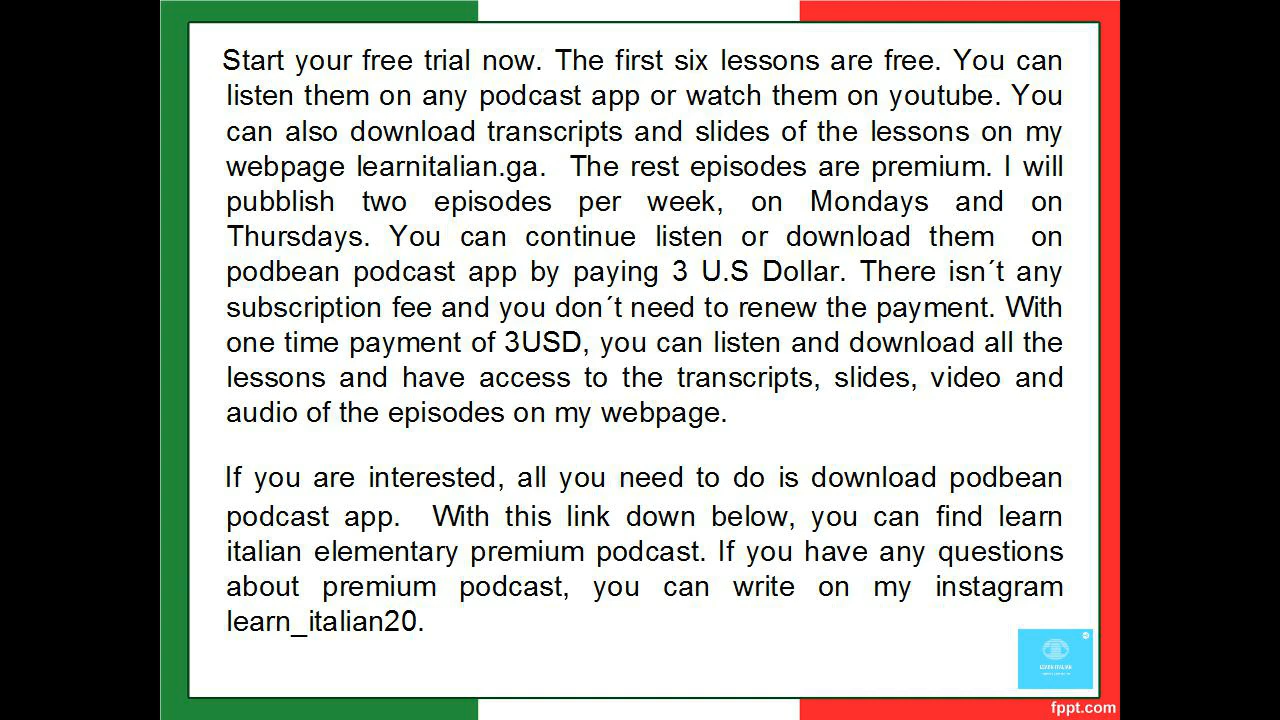 Start your free trial now. The first six lessons are free. You can
listen them on any podcast app or watch them on youtube. You
can also download transcripts and slides of the lessons on my
webpage learnitalian.ga. The rest episodes are premium. I will
pubblish two episodes per week, on Mondays and on
Thursdays. You can continue listen or download them on
podbean podcast app by paying 3 U.S Dollar. There isn´t any
subscription fee and you don´t need to renew the payment. With
one time payment of 3USD, you can listen and download all the
lessons and have access to the transcripts, slides, video and
audio of the episodes on my webpage.
If you are interested, all you need to do is download podbean
podcast app. With this link down below, you can find learn
italian elementary premium podcast. If you have any questions
about premium podcast, you can write on my instagram
learn_italian20.
LEARN ITALIAN
fppt.com